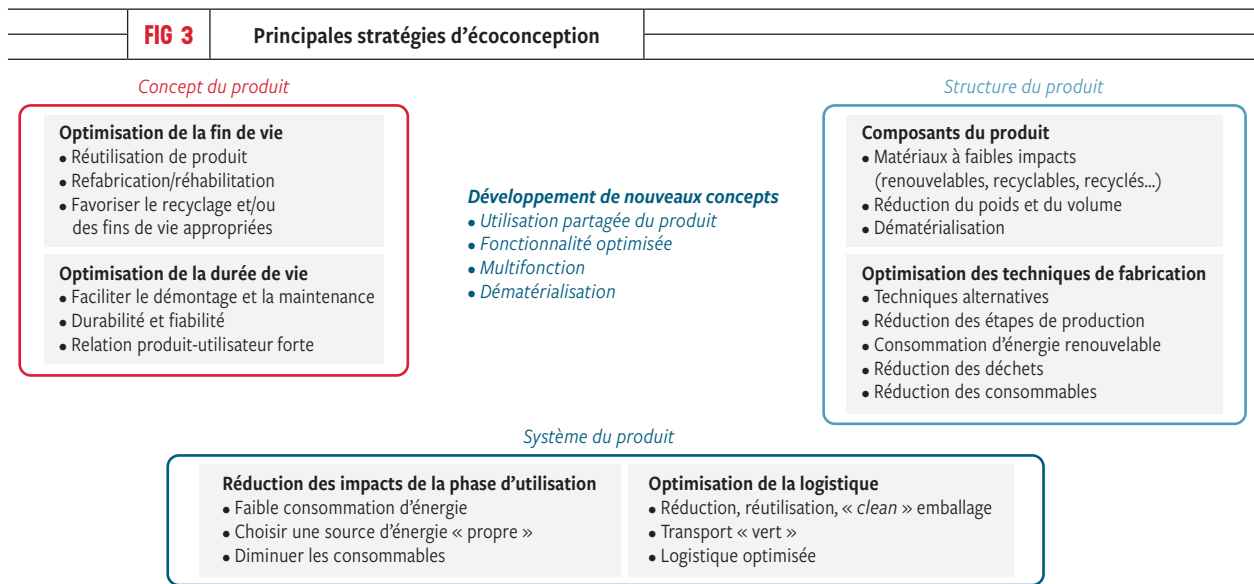 FIG 3
Principales stratégies d'écoconception
Concept du produit
Optimisation de la fin de vie
• Réutilisation de produit
• Refabrication/réhabilitation
• Favoriser le recyclage et/ou
des fins de vie appropriées
Optimisation de la durée de vie
• Faciliter le démontage et la maintenance
• Durabilité et fiabilité
• Relation produit-utilisateur forte
Développement de nouveaux concepts
• Utilisation partagée du produit
• Fonctionnalité optimisée
• Multifonction
• Dématérialisation
Structure du produit
Composants du produit
• Matériaux à faibles impacts
(renouvelables, recyclables, recyclés...)
• Réduction du poids et du volume
• Dématérialisation
Optimisation des techniques de fabrication
• Techniques alternatives
• Réduction des étapes de production
• Consommation d'énergie renouvelable
• Réduction des déchets
• Réduction des consommables
Système du produit
Réduction des impacts de la phase d'utilisation
• Faible consommation d'énergie
• Choisir une source d'énergie « propre »
• Diminuer les consommables
Optimisation de la logistique
• Réduction, réutilisation, « clean » emballage
• Transport « vert »
• Logistique optimisée